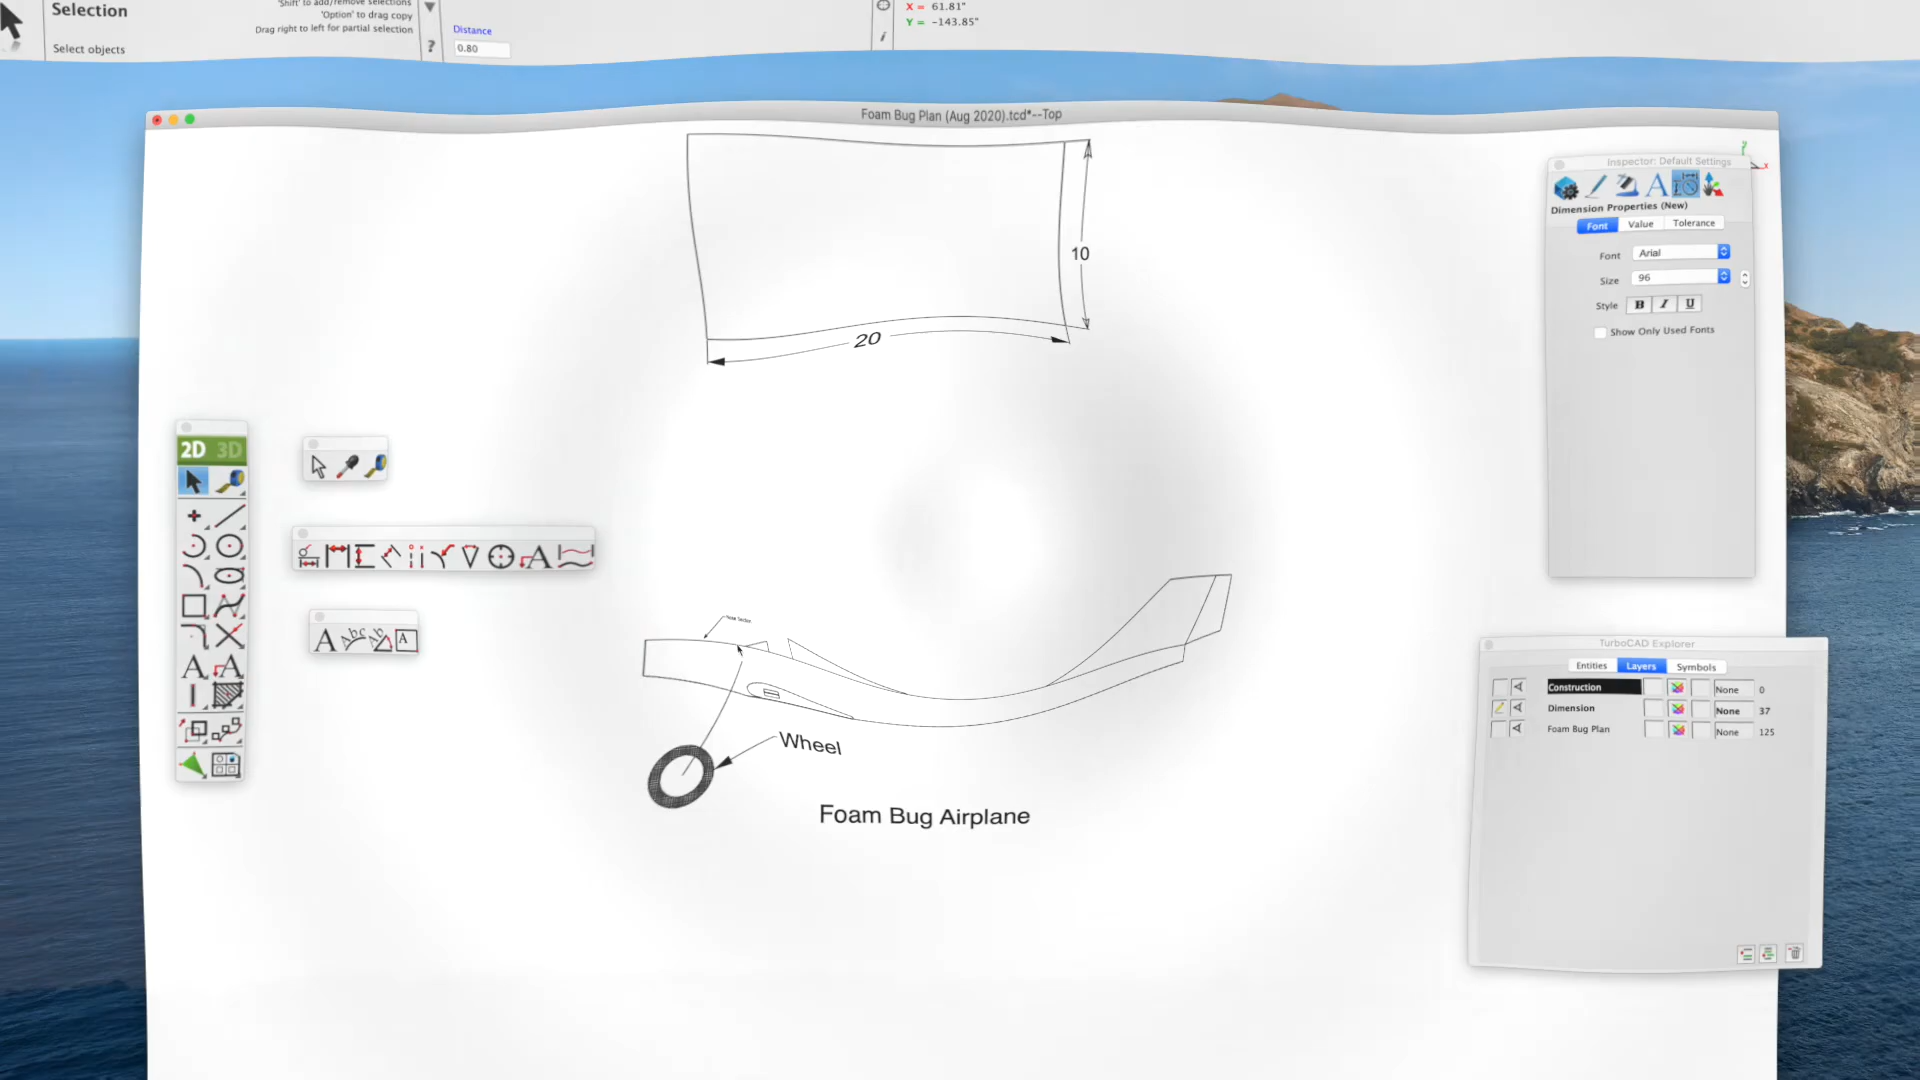 Selection
Select objects
'Shift' to add/remove selections
'Option' to drag copy
Drag right to left for partial selection
?
Distance
0.80
i
X = 61.81"
Y = -143.85"
Foam Bug Plan (Aug 2020).tcd*--Top
y
x
10
20
Inspector: Default Settings
Dimension Properties (New)
Font
Value
Tolerance
Font
Arial
Size
96
Style
B
I
U
Show Only Used Fonts
2D
3D
Wheel
Foam Bug Airplane
TurboCAD Explorer
Entities
Layers
Symbols
Construction
None
0
Dimension
None
37
Foam Bug Plan
None
125